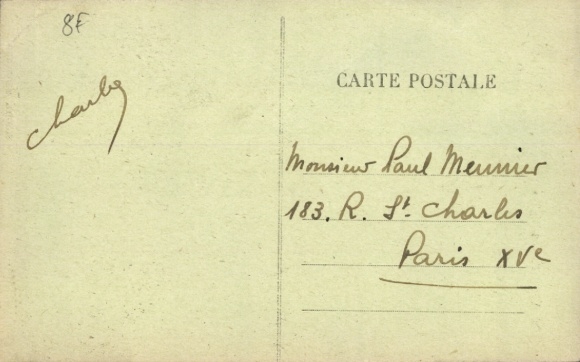 8F
Charles
CARTE POSTALE
Monsieur Paul Meunier
183. R. St. Charles
Paris XVe